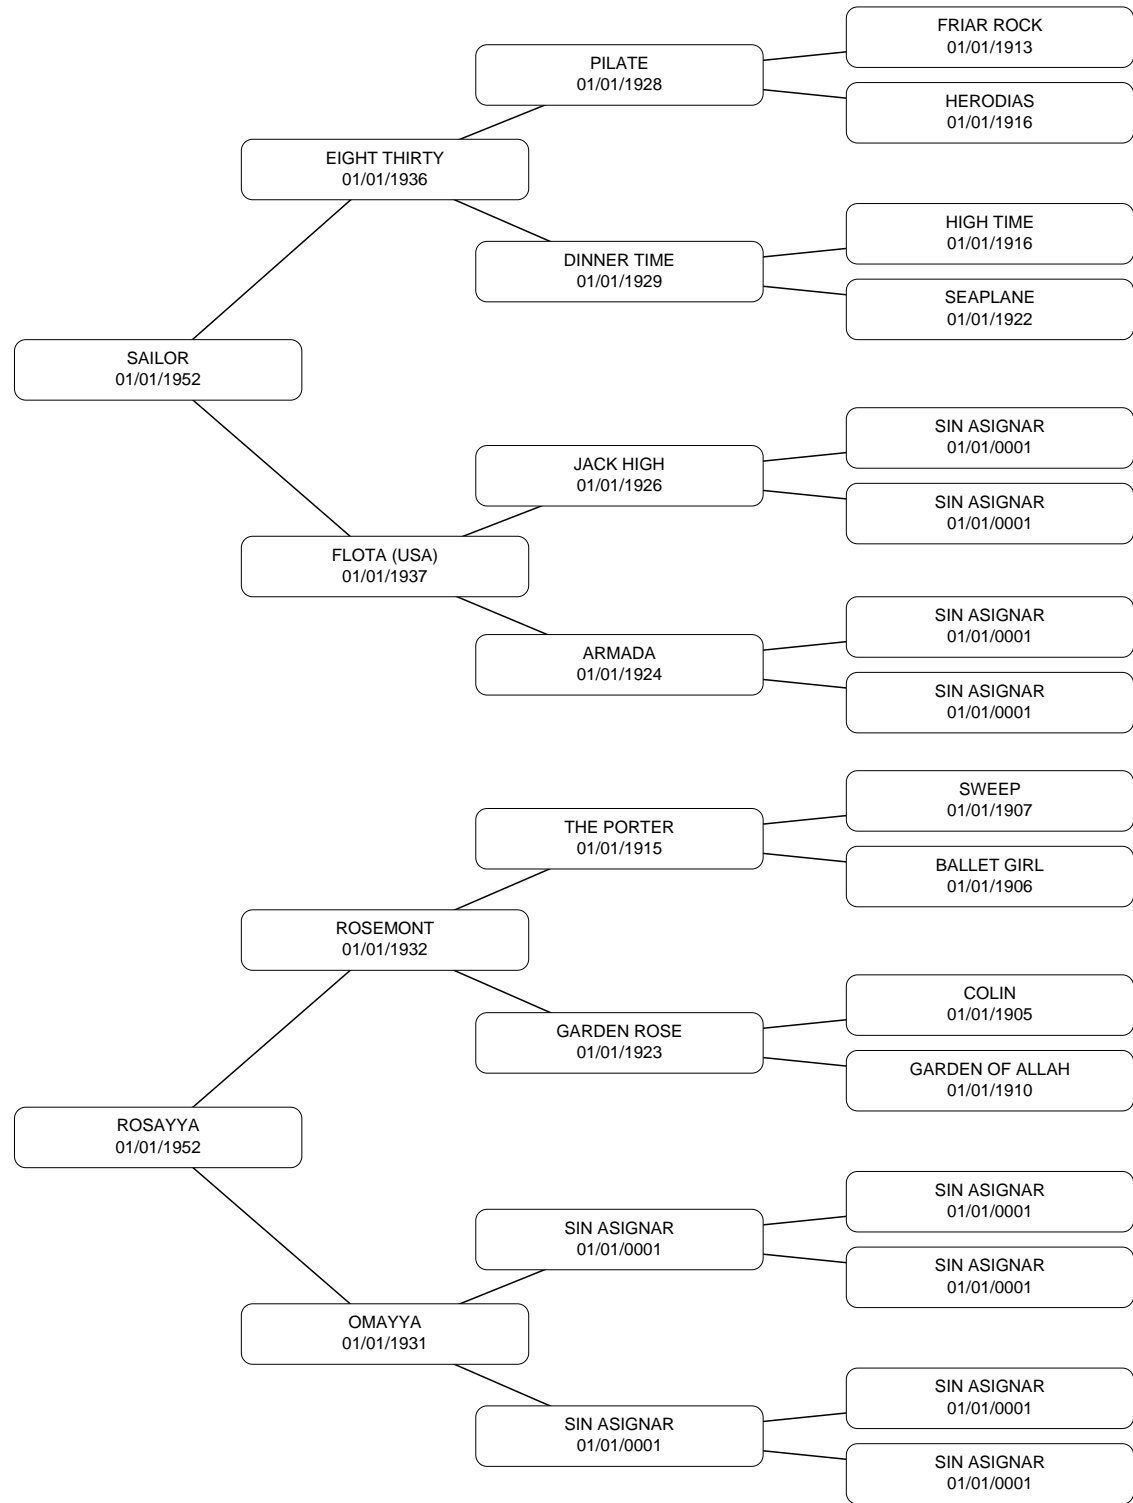 FRIAR ROCK
01/01/1913
PILATE
01/01/1928
HERODIAS
01/01/1916
EIGHT THIRTY
01/01/1936
HIGH TIME
01/01/1916
DINNER TIME
01/01/1929
SEAPLANE
01/01/1922
SAILOR
01/01/1952
SIN ASIGNAR
01/01/0001
JACK HIGH
01/01/1926
SIN ASIGNAR
01/01/0001
FLOTA (USA)
01/01/1937
SIN ASIGNAR
01/01/0001
ARMADA
01/01/1924
SIN ASIGNAR
01/01/0001
SWEEP
01/01/1907
THE PORTER
01/01/1915
BALLET GIRL
01/01/1906
ROSEMONT
01/01/1932
COLIN
01/01/1905
GARDEN ROSE
01/01/1923
GARDEN OF ALLAH
01/01/1910
ROSAYYA
01/01/1952
SIN ASIGNAR
01/01/0001
SIN ASIGNAR
01/01/0001
SIN ASIGNAR
01/01/0001
OMAYYA
01/01/1931
SIN ASIGNAR
01/01/0001
SIN ASIGNAR
01/01/0001
SIN ASIGNAR
01/01/0001